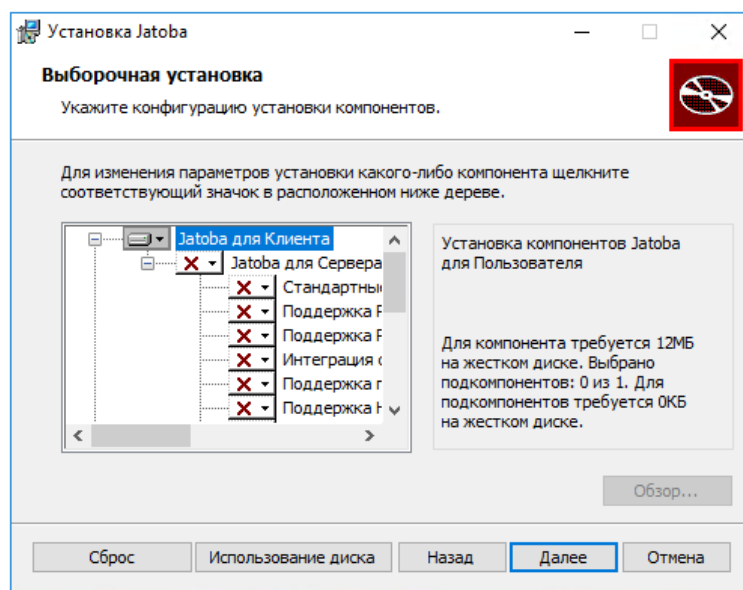 Установка Jatoba
Выборочная установка
Укажите конфигурацию установки компонентов.
Для изменения параметров установки какого-либо компонента щелкните
соответствующий значок в расположенном ниже дереве.
Jatoba для Клиента
Jatoba для Сервера
Стандартны
Поддержка
Поддержка
Интеграция
Поддержка
Поддержка
Установка компонентов Jatoba
для Пользователя
Для компонента требуется 12МБ
на жестком диске. Выбрано
подкомпонентов: 0 из 1. Для
подкомпонентов требуется 0КБ
на жестком диске.
Обзор...
Сброс
Использование диска
Назад
Далее
Отмена